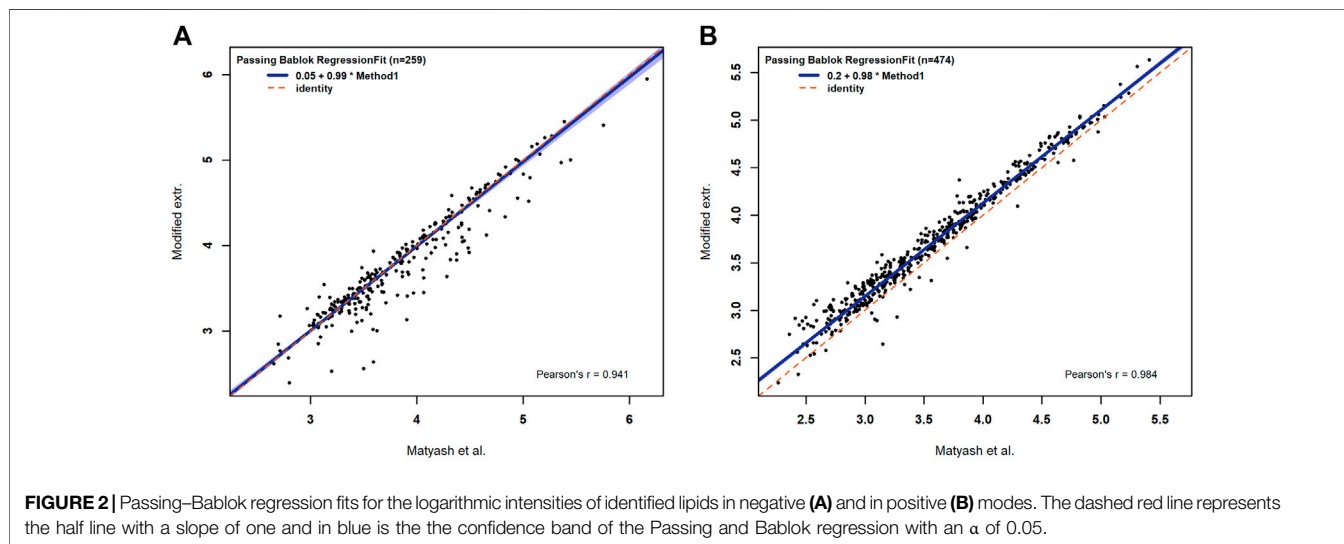 A
Passing Bablok RegressionFit (n=259)
0.05 + 0.99 * Method1
identity
6
5
4
3
Modified extr.
Pearson's r = 0.941
3 4 5 6
Matyash et al.
B
Passing Bablok RegressionFit (n=474)
0.2 + 0.98 * Method1
identity
5.5
5.0
4.5
4.0
3.5
3.0
2.5
Modified extr.
Pearson's r = 0.984
2.5 3.0 3.5 4.0 4.5 5.0 5.5
Matyash et al.
FIGURE 2 | Passing–Bablok regression fits for the logarithmic intensities of identified lipids in negative (A) and in positive (B) modes. The dashed red line represents
the half line with a slope of one and in blue is the the confidence band of the Passing and Bablok regression with an α of 0.05.